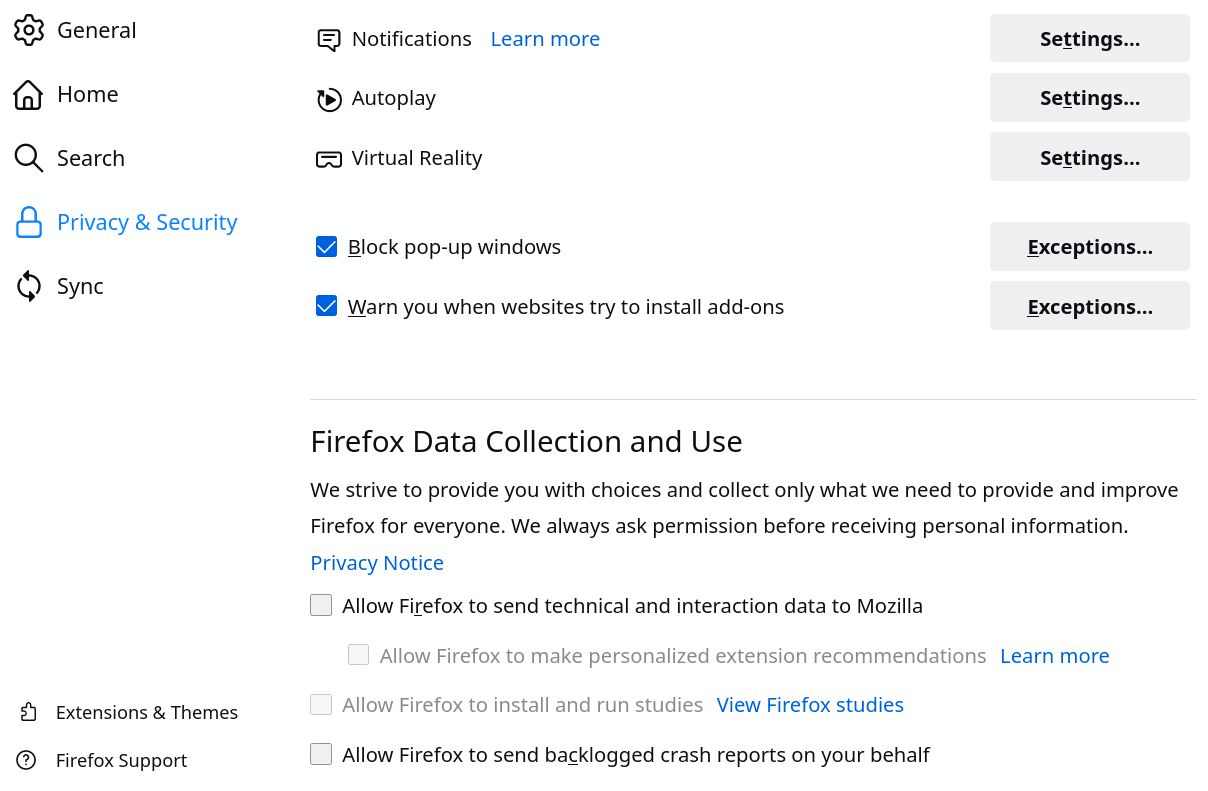 General
Home
Search
Privacy & Security
Sync
Extensions & Themes
Firefox Support
Notifications Learn more Settings...
Autoplay Settings...
Virtual Reality Settings...
Block pop-up windows Exceptions...
Warn you when websites try to install add-ons Exceptions...
Firefox Data Collection and Use
We strive to provide you with choices and collect only what we need to provide and improve
Firefox for everyone. We always ask permission before receiving personal information.
Privacy Notice
Allow Firefox to send technical and interaction data to Mozilla
Allow Firefox to make personalized extension recommendations Learn more
Allow Firefox to install and run studies View Firefox studies
Allow Firefox to send backlogged crash reports on your behalf